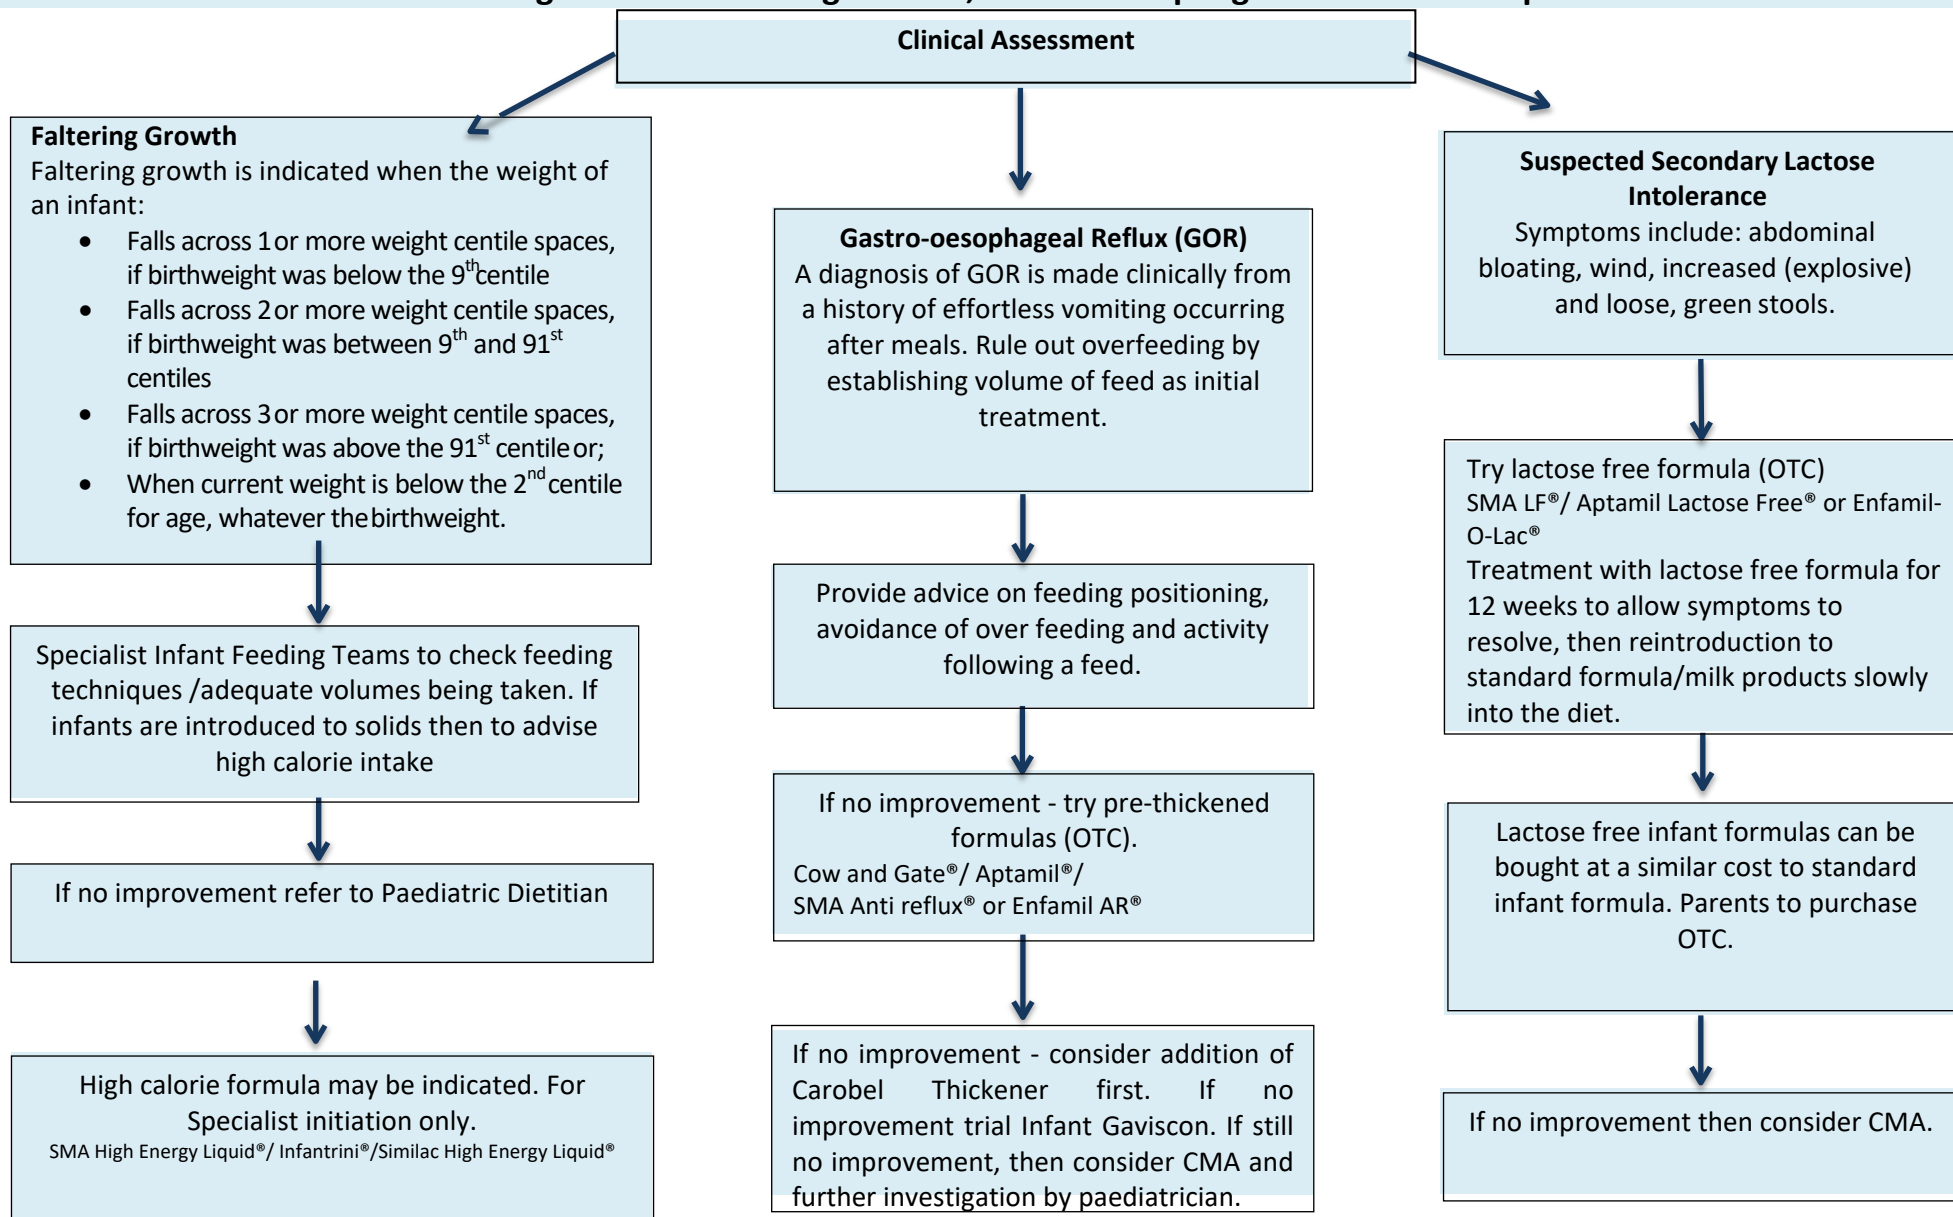 Clinical Assessment
Faltering Growth
Faltering growth is indicated when the weight of
an infant:
• Falls across 1 or more weight centile spaces,
if birthweight was below the 9th centile
• Falls across 2 or more weight centile spaces,
if birthweight was between 9th and 91st
centiles
• Falls across 3 or more weight centile spaces,
if birthweight was above the 91st centile or;
• When current weight is below the 2nd centile
for age, whatever the birthweight.
Specialist Infant Feeding Teams to check feeding
techniques /adequate volumes being taken. If
infants are introduced to solids then to advise
high calorie intake
If no improvement refer to Paediatric Dietitian
High calorie formula may be indicated. For
Specialist initiation only.
SMA High Energy Liquid®/ Infantrini®/Similac High Energy Liquid®
Gastro-oesophageal Reflux (GOR)
A diagnosis of GOR is made clinically from
a history of effortless vomiting occurring
after meals. Rule out overfeeding by
establishing volume of feed as initial
treatment.
Provide advice on feeding positioning,
avoidance of over feeding and activity
following a feed.
If no improvement - try pre-thickened
formulas (OTC).
Cow and Gate®/ Aptamil®/
SMA Anti reflux® or Enfamil AR®
If no improvement - consider addition of
Carobel Thickener first. If no
improvement trial Infant Gaviscon. If still
no improvement, then consider CMA and
further investigation by paediatrician.
Suspected Secondary Lactose
Intolerance
Symptoms include: abdominal
bloating, wind, increased (explosive)
and loose, green stools.
Try lactose free formula (OTC)
SMA LF®/ Aptamil Lactose Free® or Enfamil-
O-Lac®
Treatment with lactose free formula for
12 weeks to allow symptoms to
resolve, then reintroduction to
standard formula/milk products slowly
into the diet.
Lactose free infant formulas can be
bought at a similar cost to standard
infant formula. Parents to purchase
OTC.
If no improvement then consider CMA.